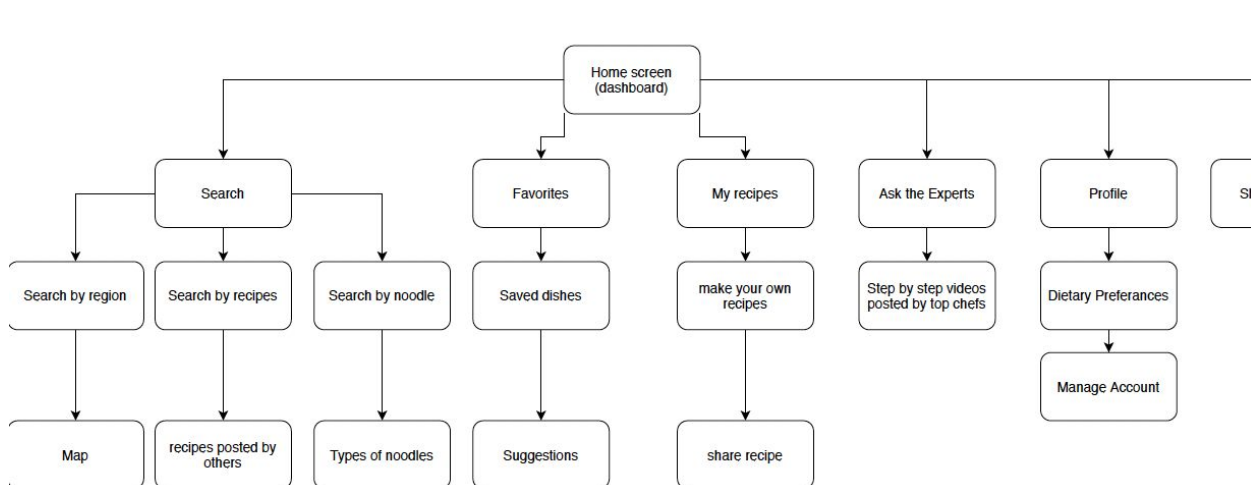 Home screen
(dashboard)
Search
Favorites
My recipes
Ask the Experts
Profile
Search by region
Search by recipes
Search by noodle
Saved dishes
make your own
recipes
Step by step videos
posted by top chefs
Dietary Preferances
Manage Account
Map
recipes posted by
others
Types of noodles
Suggestions
share recipe